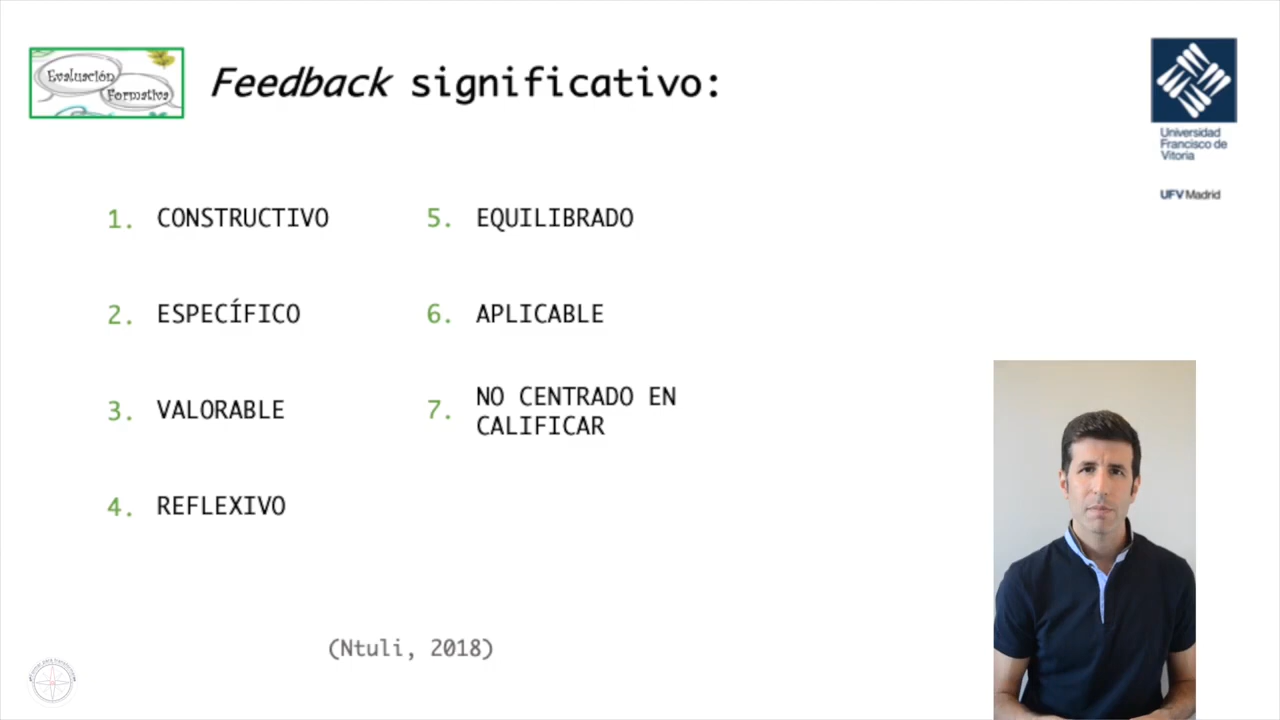 Evaluación
Formativa
Feedback significativo:
Universidad
Francisco de
Vitoria
UFV Madrid
1. CONSTRUCTIVO
2. ESPECÍFICO
3. VALORABLE
4. REFLEXIVO
5. EQUILIBRADO
6. APLICABLE
7. NO CENTRADO EN
CALIFICAR
(Ntuli, 2018)